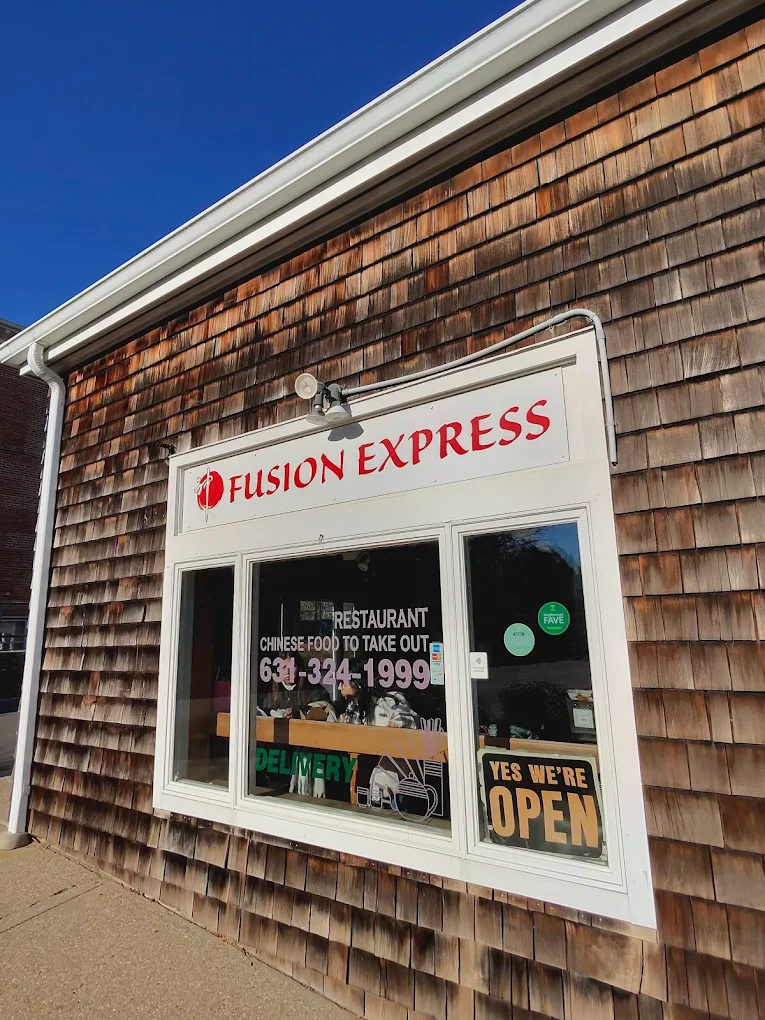 FUSION EXPRESS
RESTAURANT
CHINESE FOOD TO TAKE OUT
631-324-1999
DELIVERY
FAVE
YES WE'RE
OPEN